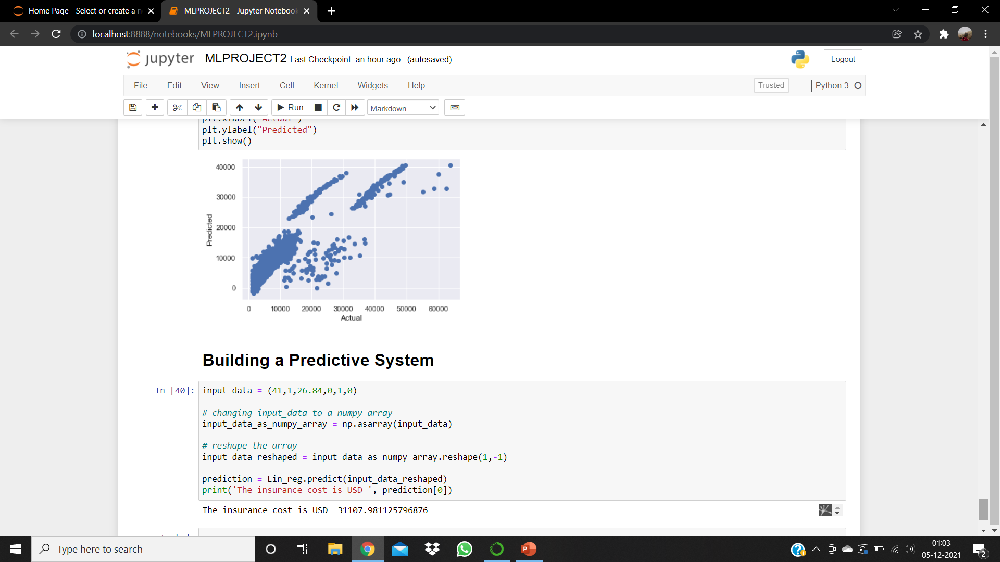 Home Page - Select or create a n
MLPROJECT2 - Jupyter Notebook
localhost:8888/notebooks/MLPROJECT2.ipynb
jupyter MLPROJECT2 Last Checkpoint: an hour ago (autosaved)
Logout
File Edit View Insert Cell Kernel Widgets Help
Trusted
Python 3
Run
Markdown
plt.xlabel("Actual")
plt.ylabel("Predicted")
plt.show()
40000
30000
20000
10000
0
Predicted
0 10000 20000 30000 40000 50000 60000
Actual
Building a Predictive System
In [40]: input_data = (41,1,26.84,0,1,0)
# changing input_data to a numpy array
input_data_as_numpy_array = np.asarray(input_data)
# reshape the array
input_data_reshaped = input_data_as_numpy_array.reshape(1,-1)
prediction = Lin_reg.predict(input_data_reshaped)
print('The insurance cost is USD ', prediction[0])
The insurance cost is USD  31107.981125796876
Type here to search
01:03
05-12-2021
2